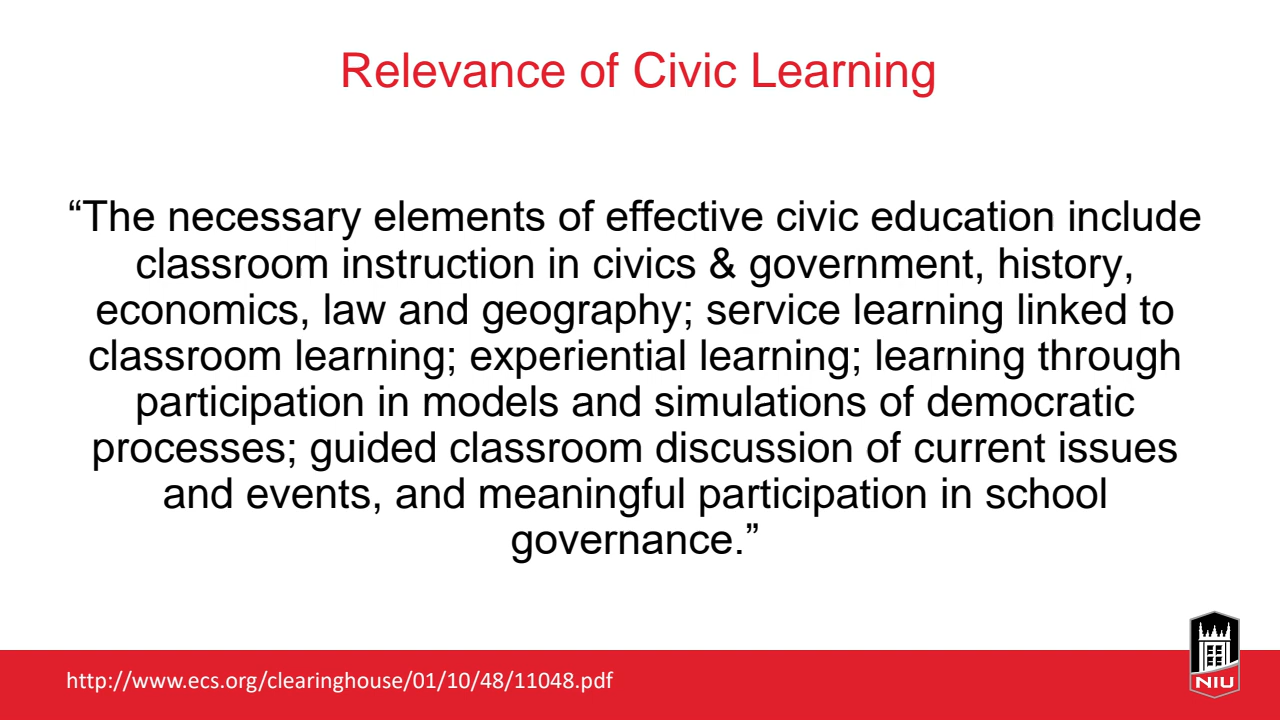 Relevance of Civic Learning
“The necessary elements of effective civic education include
classroom instruction in civics & government, history,
economics, law and geography; service learning linked to
classroom learning; experiential learning; learning through
participation in models and simulations of democratic
processes; guided classroom discussion of current issues
and events, and meaningful participation in school
governance.”
http://www.ecs.org/clearinghouse/01/10/48/11048.pdf
NIU